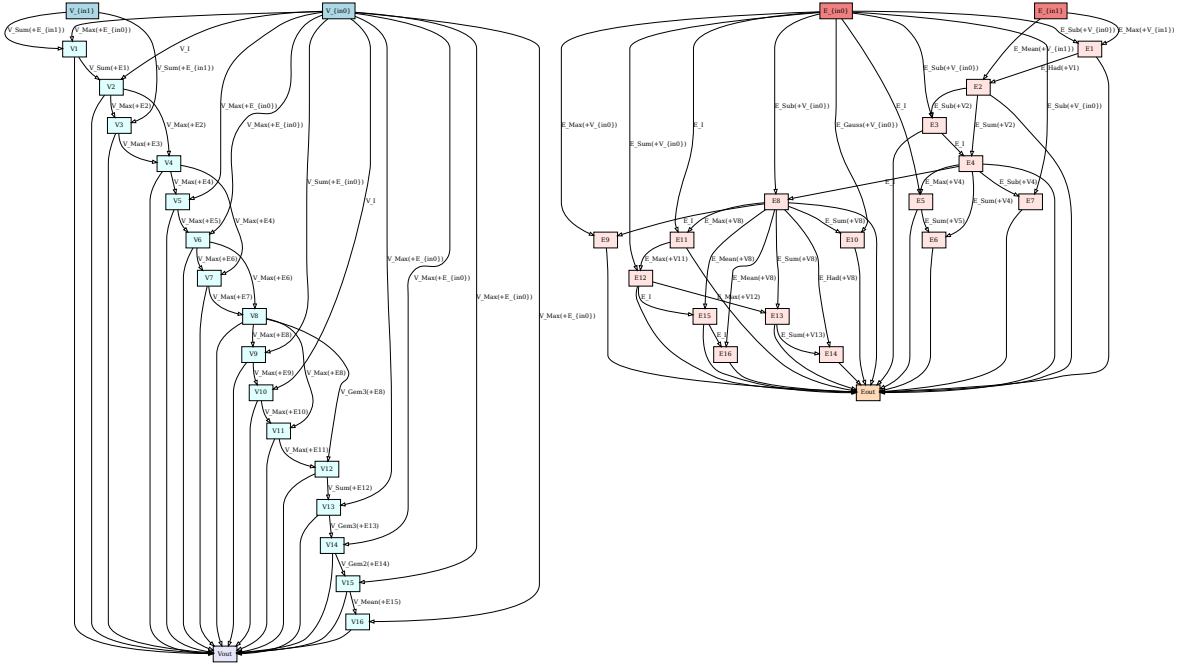 V_{in1}
V_{in0}
E_{in0}
E_{in1}
V_Sum(+E_{in1})
V_Max(+E_{in0})
E_Sub(+V_{in0})
E_Max(+V_{in1})
V1
V_I
E_Mean(+V_{in1})
E1
V_Sum(+E1)
V_Sum(+E_{in1})
E_Sub(+V_{in0})
E_Had(+V1)
V2
E2
V_Max(+E2)
V_Max(+E_{in0})
E_Sub(+V_{in0})
E_I
E_Sub(+V2)
E_Sub(+V_{in0})
V3
V_Max(+E2)
V_Max(+E_{in0})
E_Max(+V_{in0})
E_I
E_Gauss(+V_{in0})
E3
E_Sum(+V2)
V_Max(+E3)
E_Sum(+V_{in0})
E_I
V4
E4
V_Max(+E4)
V_Sum(+E_{in0})
E_I
E_Max(+V4)
E_Sub(+V4)
V5
V_I
E8
E5
E_Sum(+V4)
E7
V_Max(+E5)
V_Max(+E4)
E_I
E_Max(+V8)
E_Sum(+V8)
E_Sum(+V5)
V6
E9
E11
E10
E6
V_Max(+E6)
V_Max(+E_{in0})
E_Max(+V11)
E_Mean(+V8)
E_Sum(+V8)
V7
V_Max(+E6)
V_Max(+E_{in0})
E12
E_Mean(+V8)
E_Had(+V8)
V_Max(+E7)
V_Max(+E_{in0})
E_I
E_Max(+V12)
V8
V_Max(+E_{in0})
E15
E13
V_Max(+E8)
E_I
E_Sum(+V13)
V9
E16
E14
V_Max(+E9)
V_Max(+E8)
V10
V_Gem3(+E8)
Eout
V_Max(+E10)
V11
V_Max(+E11)
V12
V_Sum(+E12)
V13
V_Gem3(+E13)
V14
V_Gem2(+E14)
V15
V_Mean(+E15)
V16
Vout